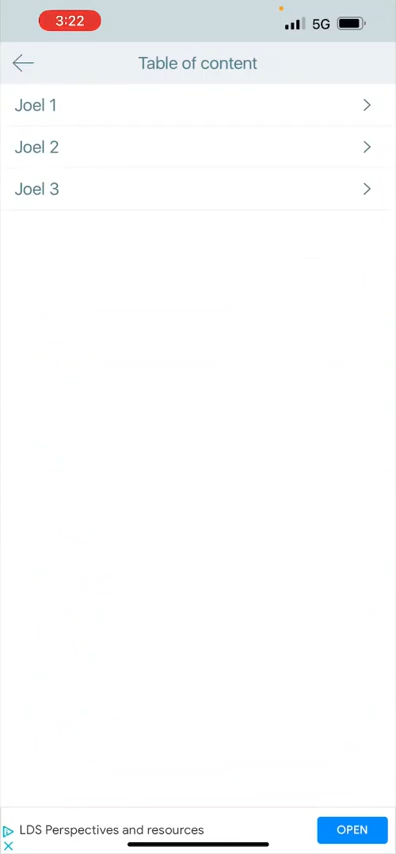 3:22
5G
Table of content
Joel 1
Joel 2
Joel 3
LDS Perspectives and resources
OPEN